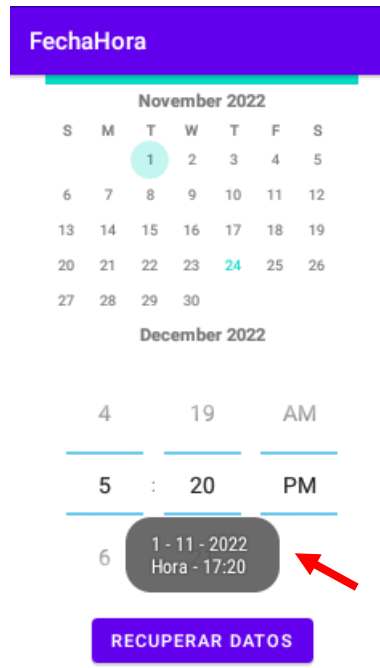 FechaHora
November 2022
S M T W T F S
1 2 3 4 5
6 7 8 9 10 11 12
13 14 15 16 17 18 19
20 21 22 23 24 25 26
27 28 29 30
December 2022
4 19 AM
5 : 20 PM
6
1 - 11 - 2022
Hora - 17:20
RECUPERAR DATOS